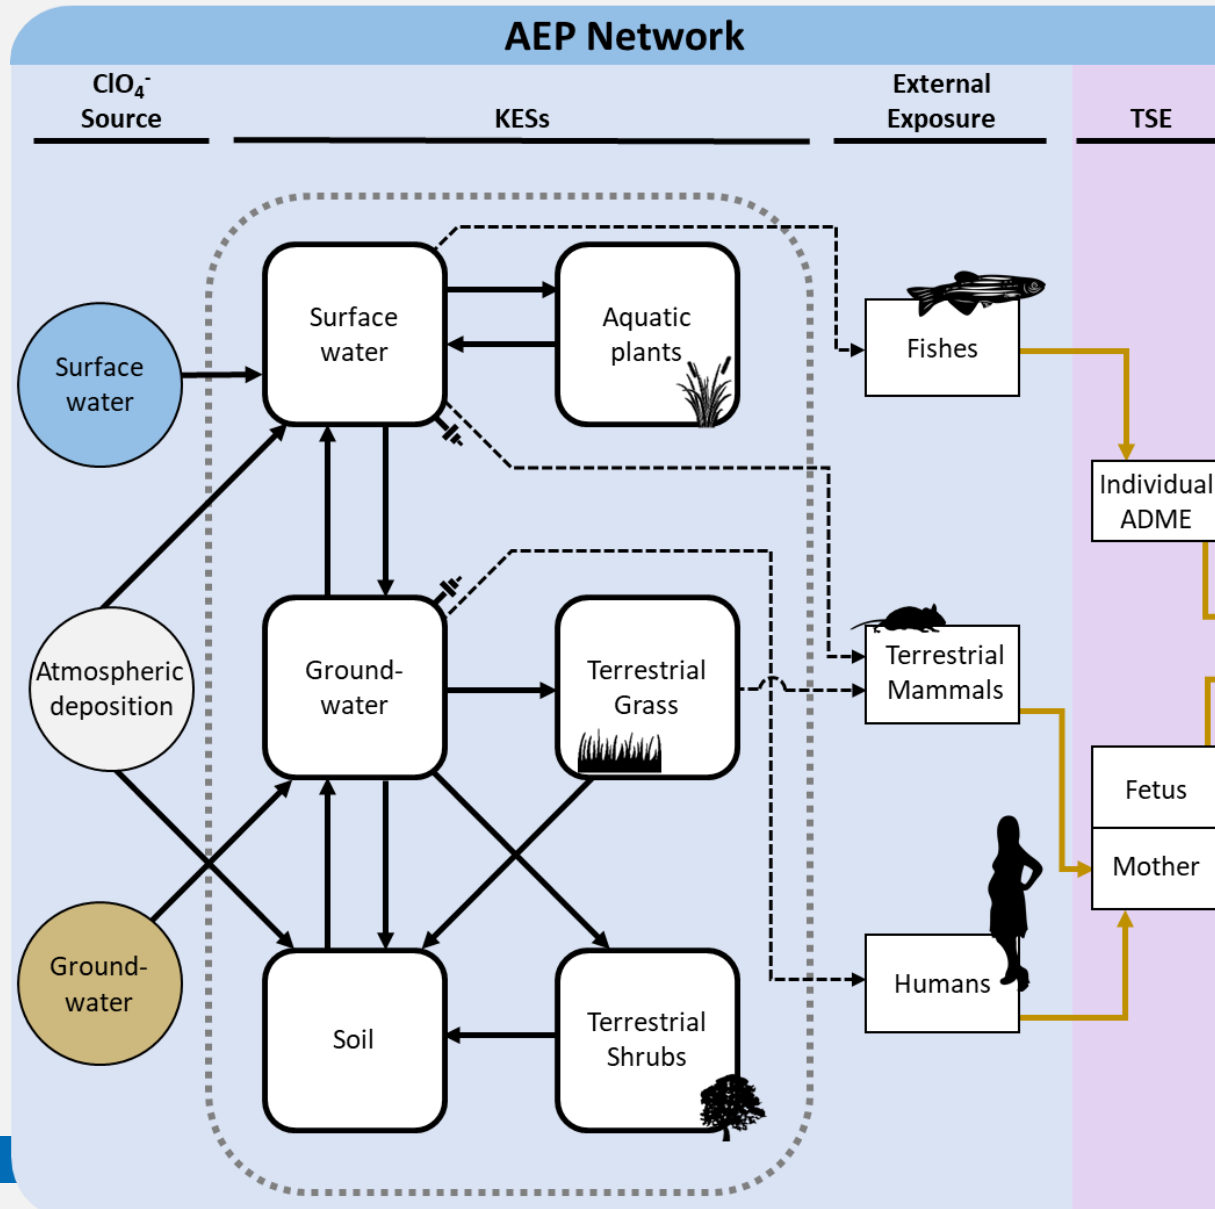 AEP Network
ClO₄⁻
Source
KESs
External
Exposure
TSE
Surface
water
Aquatic
plants
Fishes
Surface
water
Individual
ADME
Atmospheric
deposition
Ground-
water
Terrestrial
Grass
Terrestrial
Mammals
Fetus
Mother
Ground-
water
Soil
Terrestrial
Shrubs
Humans